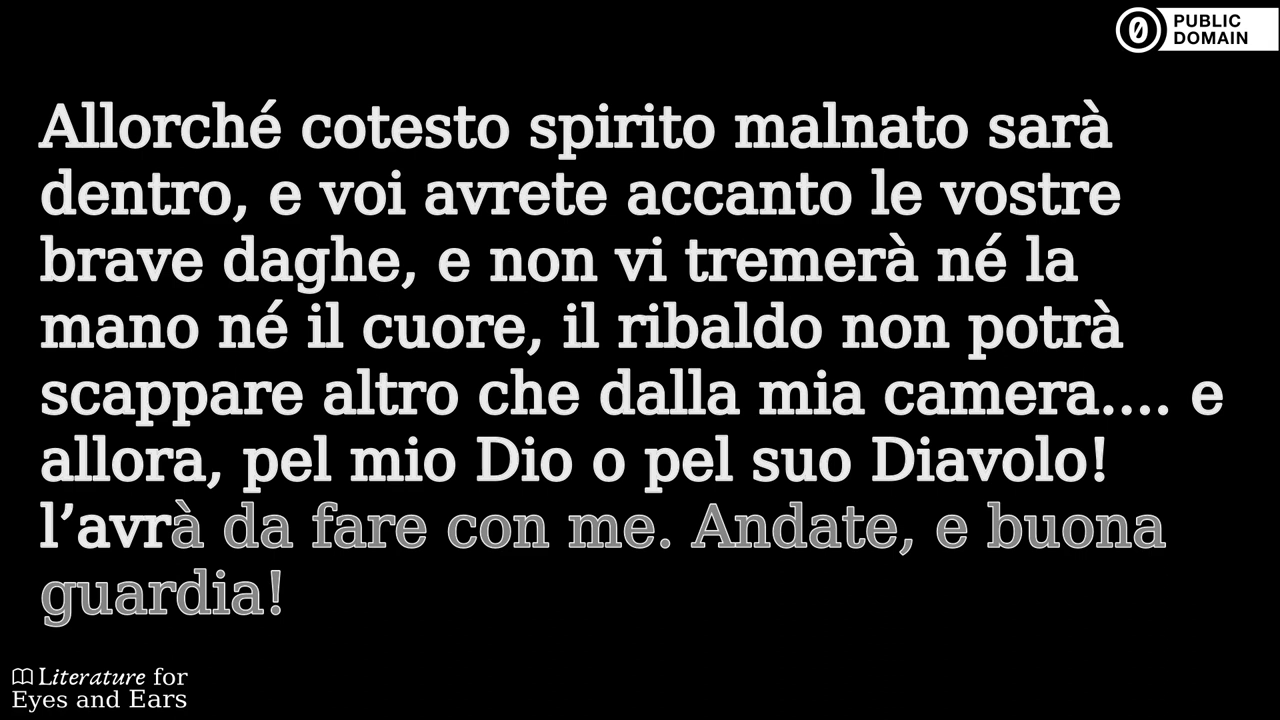 PUBLIC
DOMAIN
Allorché cotesto spirito malnato sarà
dentro, e voi avrete accanto le vostre
brave daghe, e non vi tremerà né la
mano né il cuore, il ribaldo non potrà
scappare altro che dalla mia camera.... e
allora, pel mio Dio o pel suo Diavolo!
l’avrà da fare con me. Andate, e buona
guardia!
Literature for
Eyes and Ears